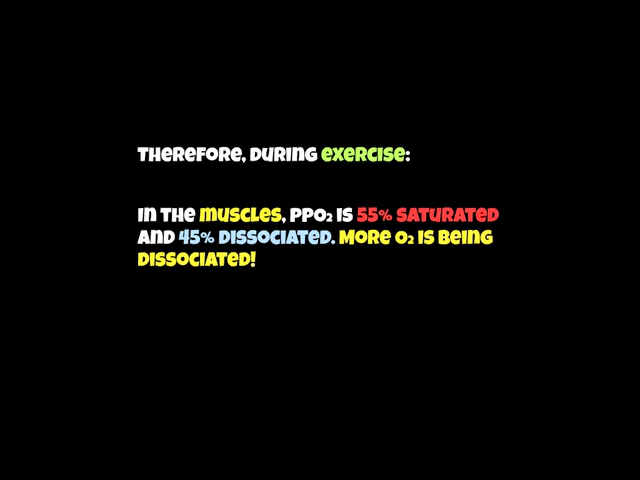 Therefore, during exercise:
In the muscles, PPO₂ is 55% saturated
and 45% dissociated. More O₂ is being
dissociated!